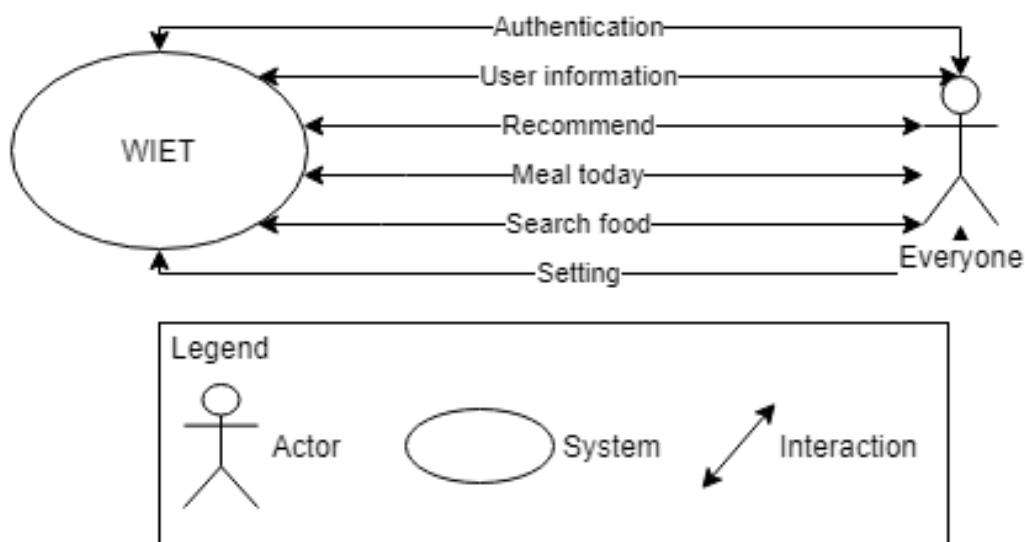 Authentication
User information
Recommend
WIET
Meal today
Search food
Everyone
Setting
Legend
Actor
System
Interaction